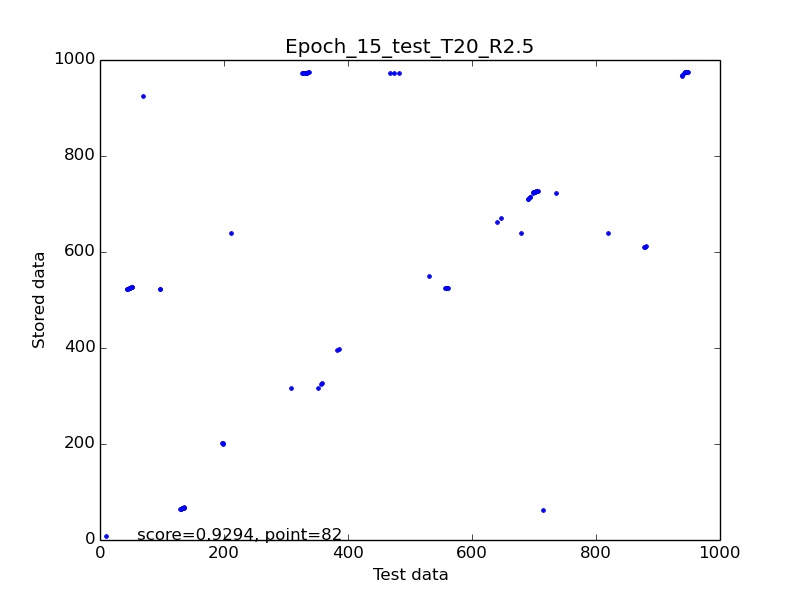 Epoch_15_test_T20_R2.5
1000
800
600
400
200
0
Stored data
score=0.9294, point=82
0 200 400 600 800 1000
Test data